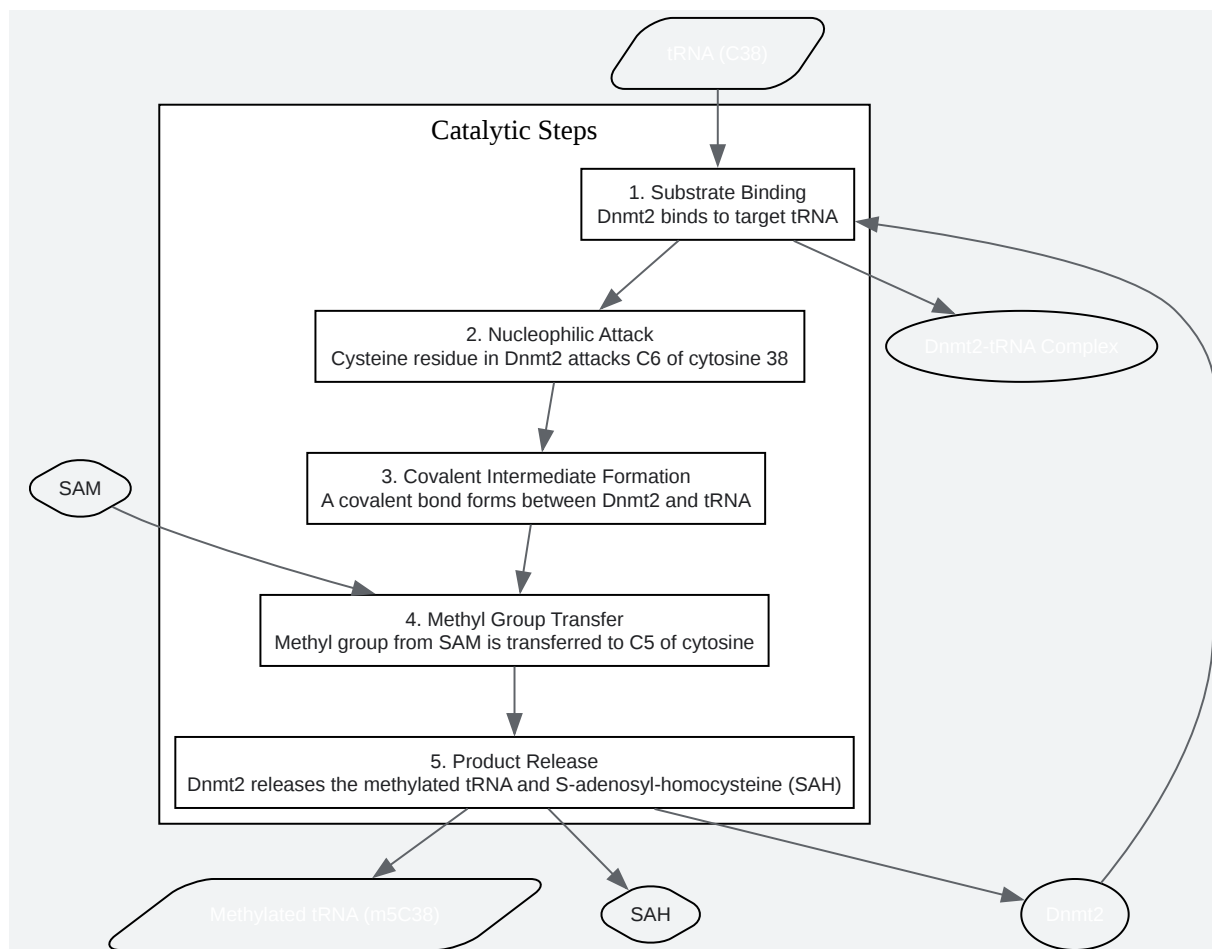 tRNA (C38)
Catalytic Steps
1. Substrate Binding
Dnmt2 binds to target tRNA
2. Nucleophilic Attack
Cysteine residue in Dnmt2 attacks C6 of cytosine 38
Dnmt2-tRNA Complex
3. Covalent Intermediate Formation
A covalent bond forms between Dnmt2 and tRNA
SAM
4. Methyl Group Transfer
Methyl group from SAM is transferred to C5 of cytosine
5. Product Release
Dnmt2 releases the methylated tRNA and S-adenosyl-homocysteine (SAH)
Methylated tRNA (m5C38)
SAH
Dnmt2